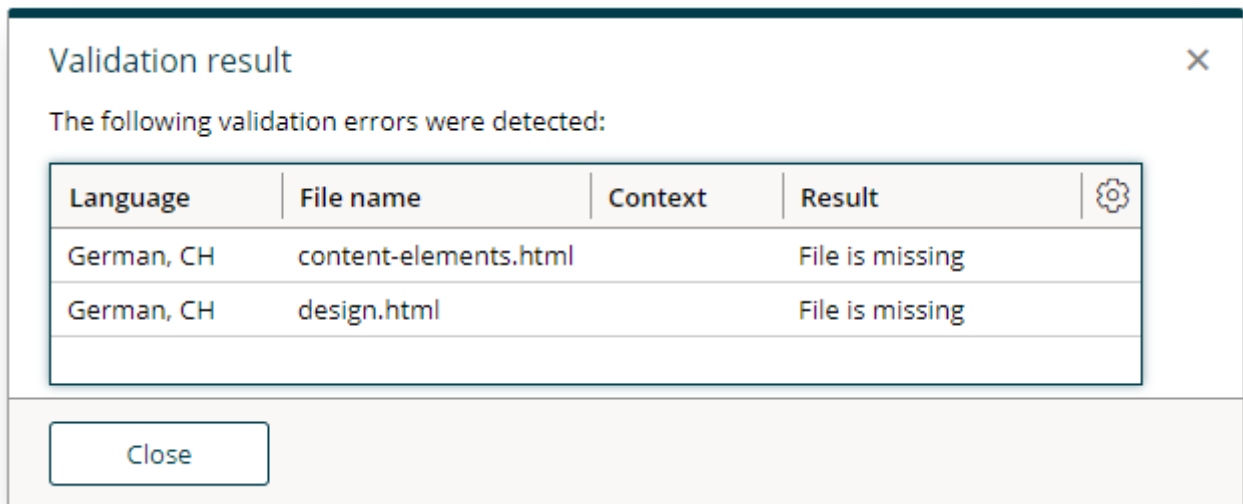 Validation result
The following validation errors were detected:
Language File name Context Result
German, CH content-elements.html File is missing
German, CH design.html File is missing
Close